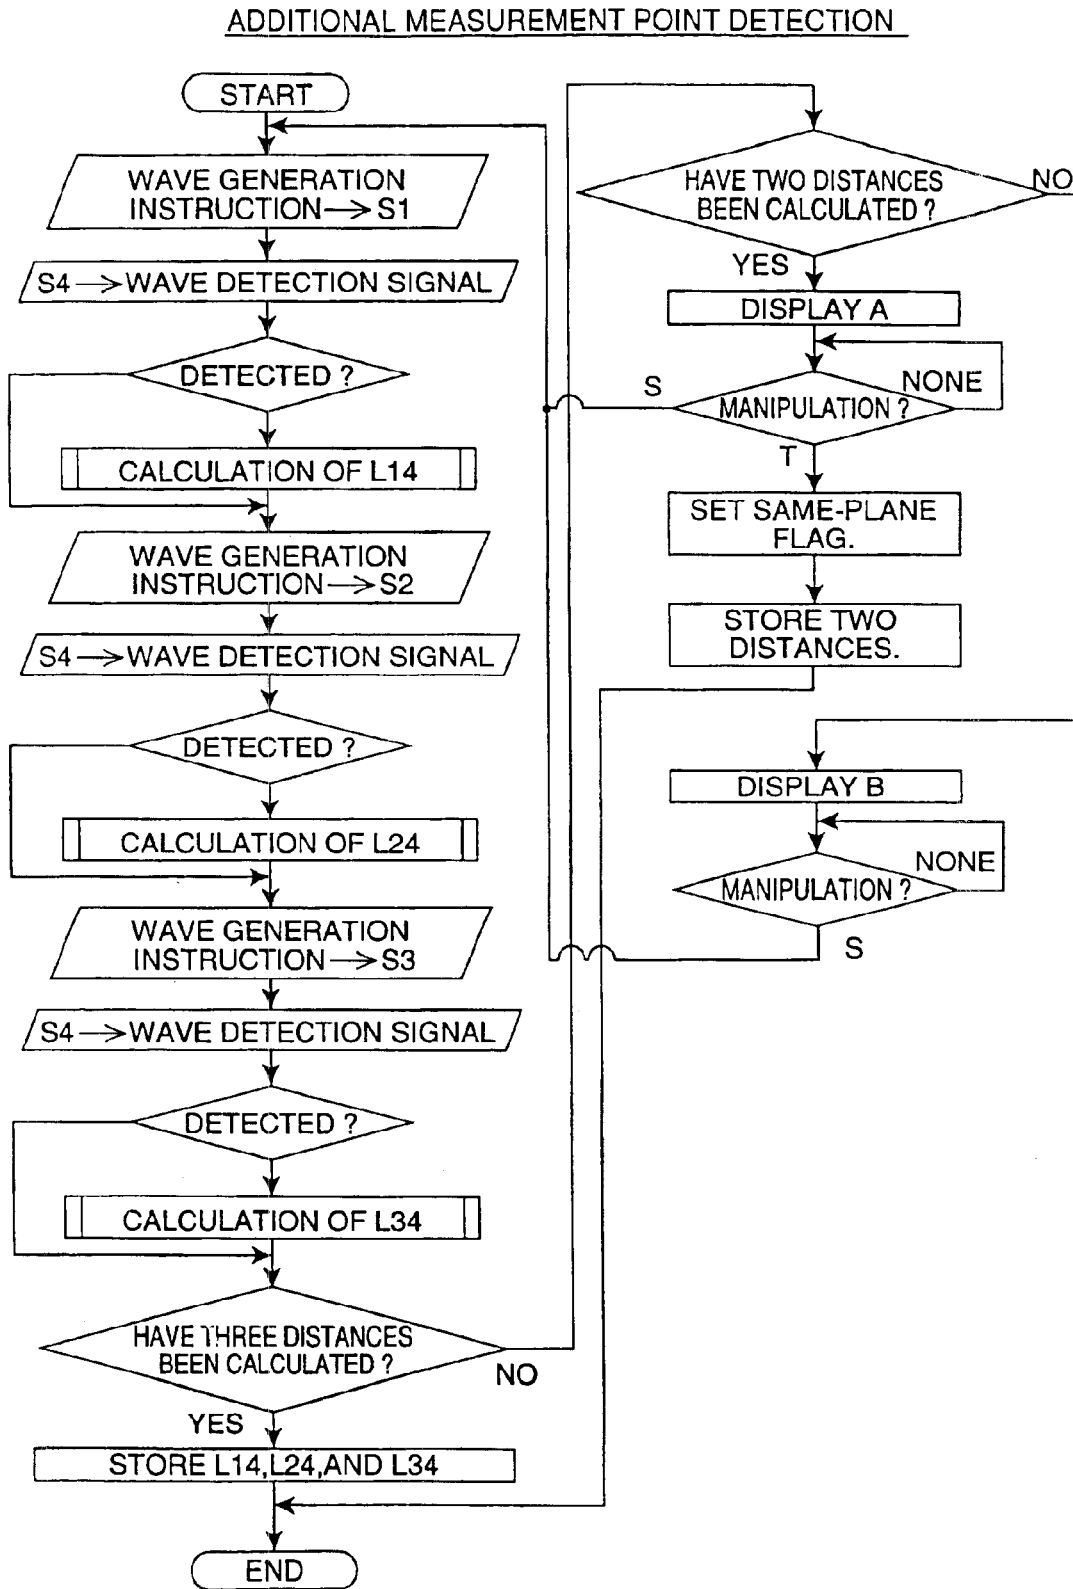 ADDITIONAL MEASUREMENT POINT DETECTION
START
WAVE GENERATION
INSTRUCTION → S1
S4 → WAVE DETECTION SIGNAL
DETECTED ?
CALCULATION OF L14
WAVE GENERATION
INSTRUCTION → S2
S4 → WAVE DETECTION SIGNAL
DETECTED ?
CALCULATION OF L24
WAVE GENERATION
INSTRUCTION → S3
S4 → WAVE DETECTION SIGNAL
DETECTED ?
CALCULATION OF L34
HAVE THREE DISTANCES
BEEN CALCULATED ?
NO
YES
STORE L14,L24,AND L34
END
HAVE TWO DISTANCES
BEEN CALCULATED ?
NO
YES
DISPLAY A
S
MANIPULATION ?
NONE
T
SET SAME-PLANE
FLAG.
STORE TWO
DISTANCES.
DISPLAY B
MANIPULATION ?
NONE
S